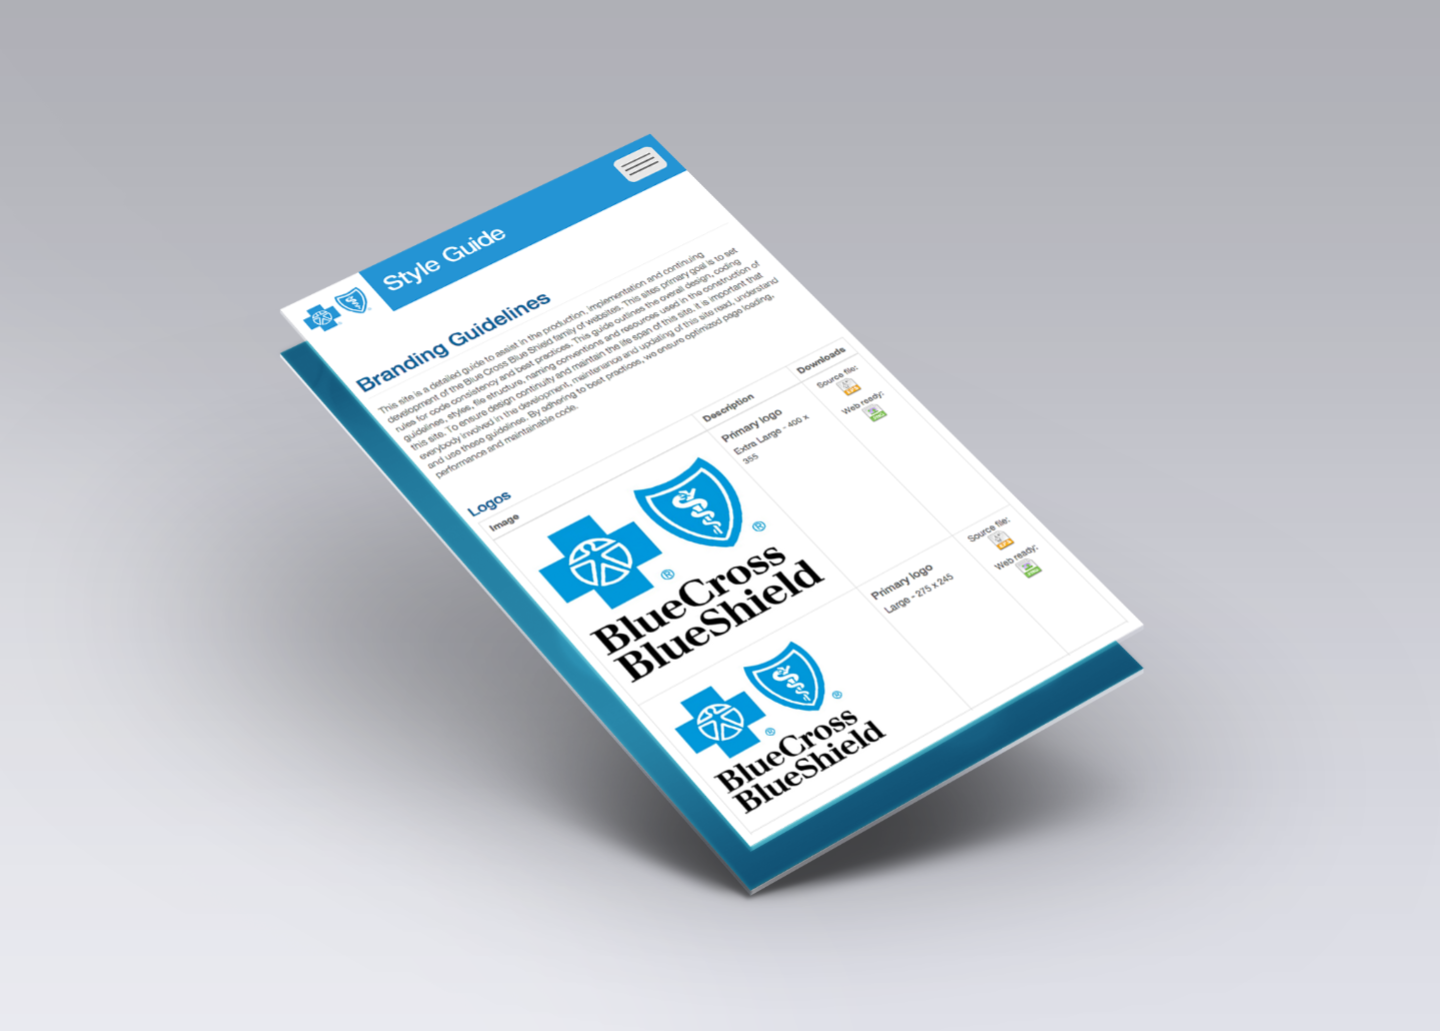 Style Guide
Branding Guidelines
This site is a detailed guide to assist in the production, implementation and continuing
development of the Blue Cross Blue Shield family of websites. This sites primary goal is to set
rules for code consistency and best practices. This guide outlines the overall design, coding
guidelines, styles, file structure, naming conventions and resources used in the construction of
this site. To ensure design continuity and maintain the life span of this site, it is important that
everybody involved in the development, maintenance and updating of this site read, understand
and use these guidelines. By adhering to best practices, we ensure optimized page loading,
performance and maintainable code.
Logos
Image
Description
Downloads
®
®
BlueCross
BlueShield
Primary logo
Extra Large - 400 x
355
Source file:
Web ready:
®
®
BlueCross
BlueShield
Primary logo
Large - 275 x 245
Source file:
Web ready: